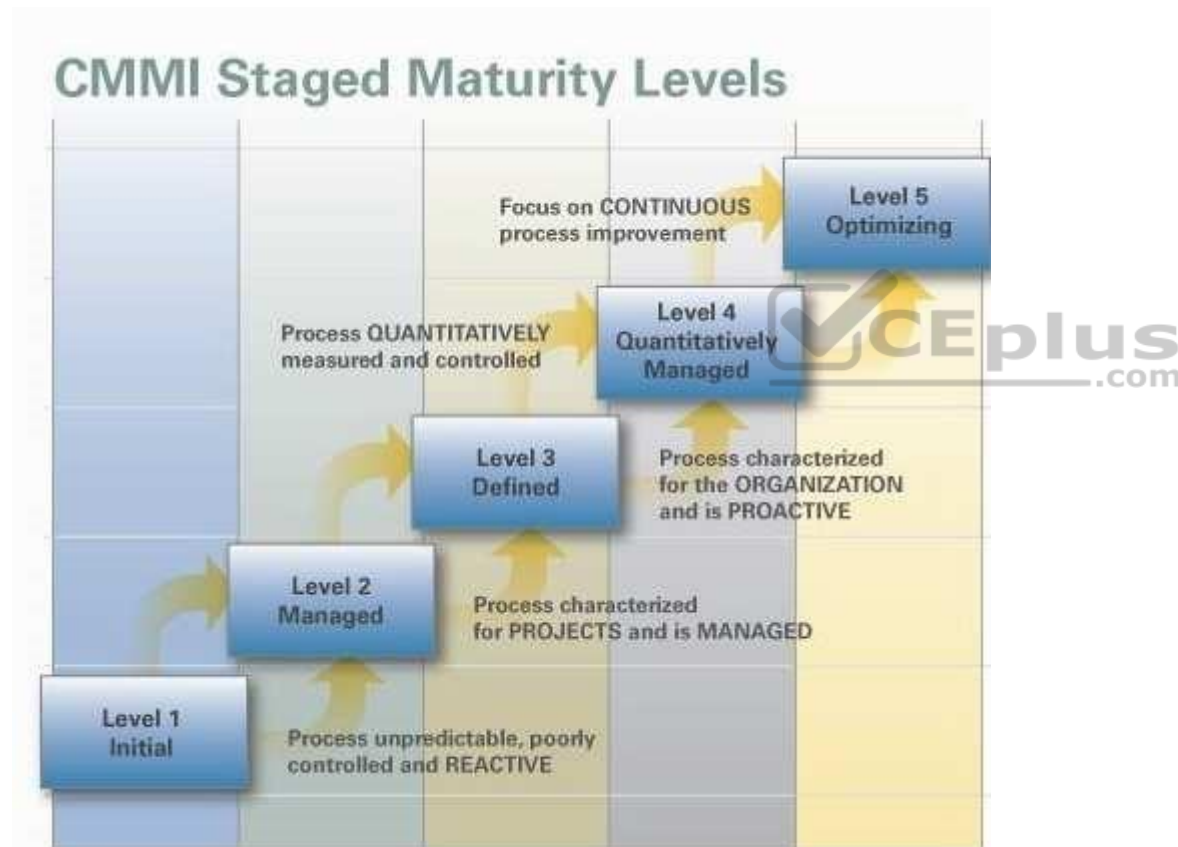 CMMI Staged Maturity Levels
Level 5
Optimizing
Focus on CONTINUOUS
process improvement
Level 4
Quantitatively
Managed
Process QUANTITATIVELY
measured and controlled
CEplus
.com
Level 3
Defined
Process characterized
for the ORGANIZATION
and is PROACTIVE
Level 2
Managed
Process characterized
for PROJECTS and is MANAGED
Level 1
Initial
Process unpredictable, poorly
controlled and REACTIVE